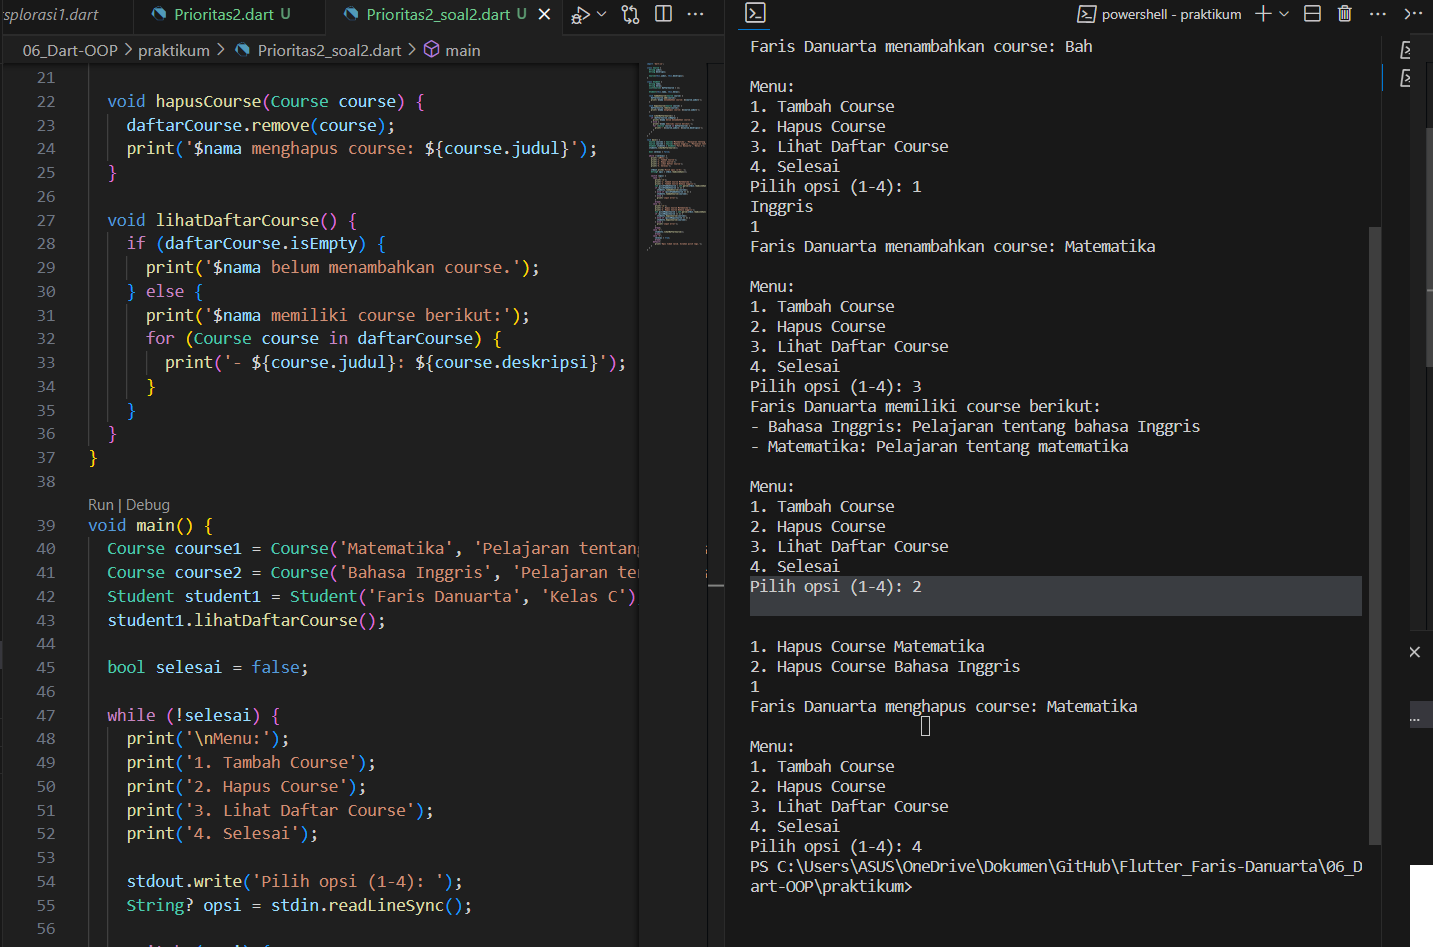 splorasi1.dart
Prioritas2.dart U
Prioritas2_soal2.dart U
06_Dart-OOP > praktikum > Prioritas2_soal2.dart > main
21
22 void hapusCourse(Course course) {
23 daftarCourse.remove(course);
24 print('$nama menghapus course: ${course.judul}');
25 }
26
27 void lihatDaftarCourse() {
28 if (daftarCourse.isEmpty) {
29 print('$nama belum menambahkan course.');
30 } else {
31 print('$nama memiliki course berikut:');
32 for (Course course in daftarCourse) {
33 print('- ${course.judul}: ${course.deskripsi}');
34 }
35 }
36 }
37 }
38
Run | Debug
39 void main() {
40 Course course1 = Course('Matematika', 'Pelajaran tentang
41 Course course2 = Course('Bahasa Inggris', 'Pelajaran te
42 Student student1 = Student('Faris Danuarta', 'Kelas C')
43 student1.lihatDaftarCourse();
44
45 bool selesai = false;
46
47 while (!selesai) {
48 print('\nMenu:');
49 print('1. Tambah Course');
50 print('2. Hapus Course');
51 print('3. Lihat Daftar Course');
52 print('4. Selesai');
53
54 stdout.write('Pilih opsi (1-4): ');
55 String? opsi = stdin.readLineSync();
56
powershell - praktikum
Faris Danuarta menambahkan course: Bah
Menu:
1. Tambah Course
2. Hapus Course
3. Lihat Daftar Course
4. Selesai
Pilih opsi (1-4): 1
Inggris
1
Faris Danuarta menambahkan course: Matematika
Menu:
1. Tambah Course
2. Hapus Course
3. Lihat Daftar Course
4. Selesai
Pilih opsi (1-4): 3
Faris Danuarta memiliki course berikut:
- Bahasa Inggris: Pelajaran tentang bahasa Inggris
- Matematika: Pelajaran tentang matematika
Menu:
1. Tambah Course
2. Hapus Course
3. Lihat Daftar Course
4. Selesai
Pilih opsi (1-4): 2
1. Hapus Course Matematika
2. Hapus Course Bahasa Inggris
1
Faris Danuarta menghapus course: Matematika
Menu:
1. Tambah Course
2. Hapus Course
3. Lihat Daftar Course
4. Selesai
Pilih opsi (1-4): 4
PS C:\Users\ASUS\OneDrive\Dokumen\GitHub\Flutter_Faris-Danuarta\06_D
art-OOP\praktikum>